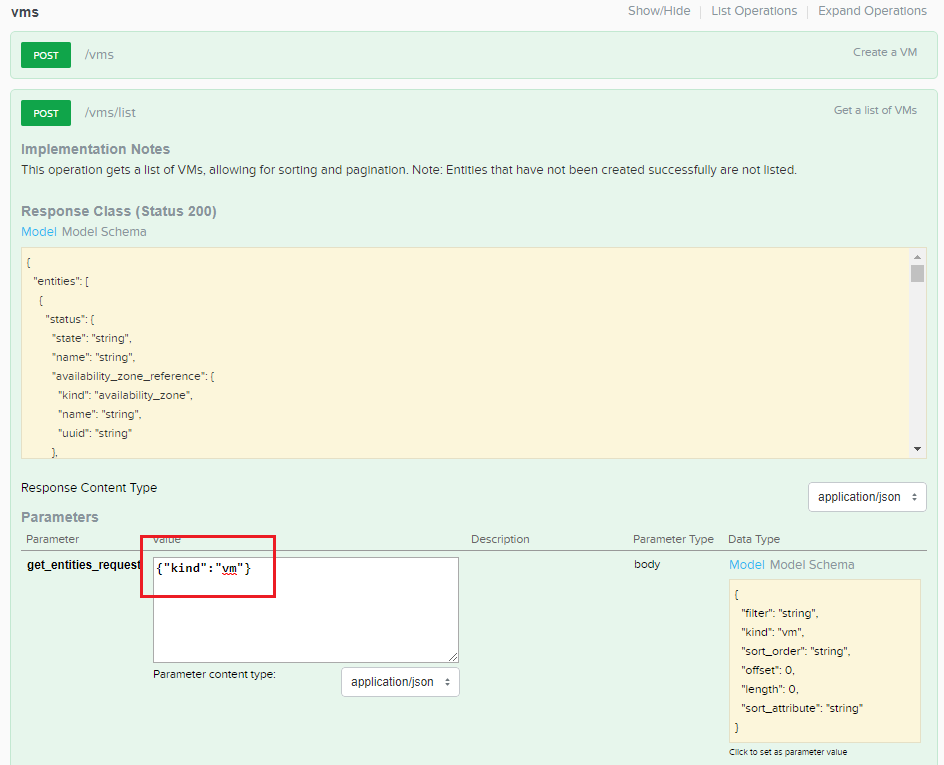 vms
Show/Hide
List Operations
Expand Operations
POST
/vms
Create a VM
POST
/vms/list
Get a list of VMs
Implementation Notes
This operation gets a list of VMs, allowing for sorting and pagination. Note: Entities that have not been created successfully are not listed.
Response Class (Status 200)
Model Model Schema
{
"entities": [
{
"status": {
"state": "string",
"name": "string",
"availability_zone_reference": {
"kind": "availability_zone",
"name": "string",
"uuid": "string"
},
Response Content Type
application/json
Parameters
Parameter
Value
Description
Parameter Type
Data Type
get_entities_request
{"kind":"vm"}
body
Model Model Schema
{
"filter": "string",
"kind": "vm",
"sort_order": "string",
"offset": 0,
"length": 0,
"sort_attribute": "string"
}
Parameter content type:
application/json
Click to set as parameter value